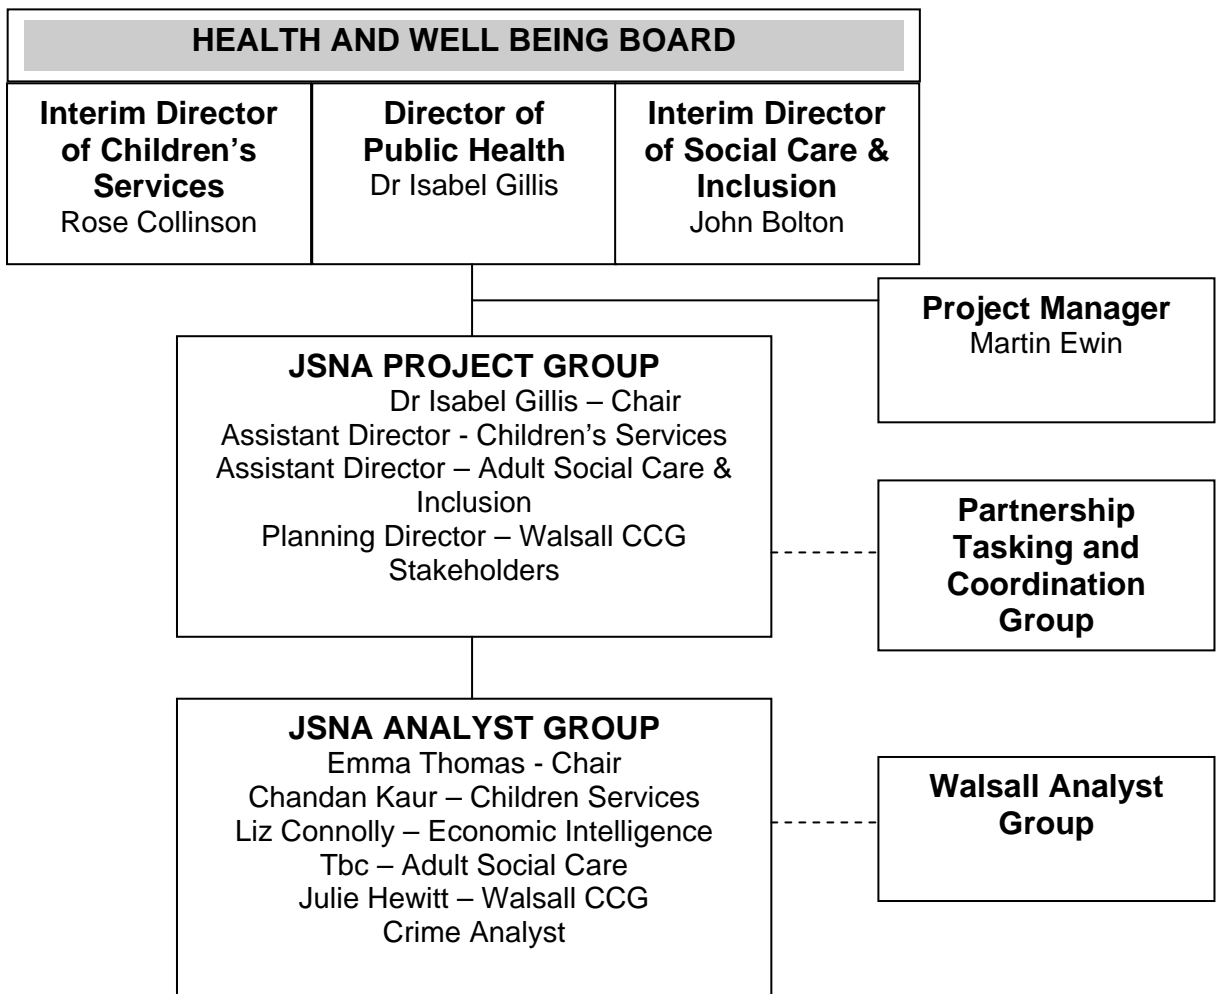 HEALTH AND WELL BEING BOARD
Interim Director
of Children’s
Services
Rose Collinson
Director of
Public Health
Dr Isabel Gillis
Interim Director
of Social Care &
Inclusion
John Bolton
Project Manager
Martin Ewin
JSNA PROJECT GROUP
Dr Isabel Gillis – Chair
Assistant Director - Children’s Services
Assistant Director – Adult Social Care &
Inclusion
Planning Director – Walsall CCG
Stakeholders
Partnership
Tasking and
Coordination
Group
JSNA ANALYST GROUP
Emma Thomas - Chair
Chandan Kaur – Children Services
Liz Connolly – Economic Intelligence
Tbc – Adult Social Care
Julie Hewitt – Walsall CCG
Crime Analyst
Walsall Analyst
Group